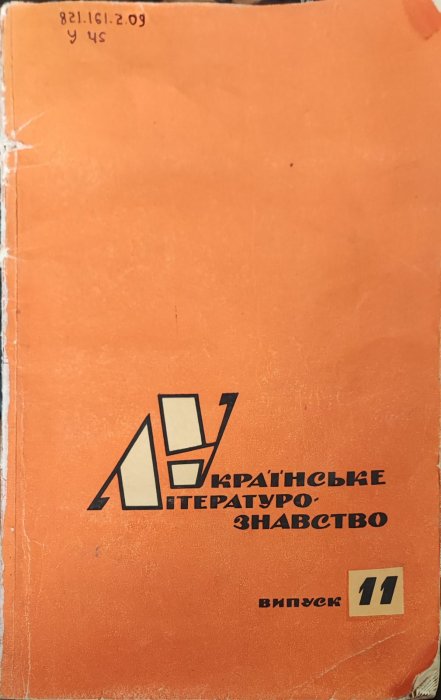 821.161.2.09
У 45
УКРАЇНСЬКЕ
ЛІТЕРАТУРО-
ЗНАВСТВО
ВИПУСК 11